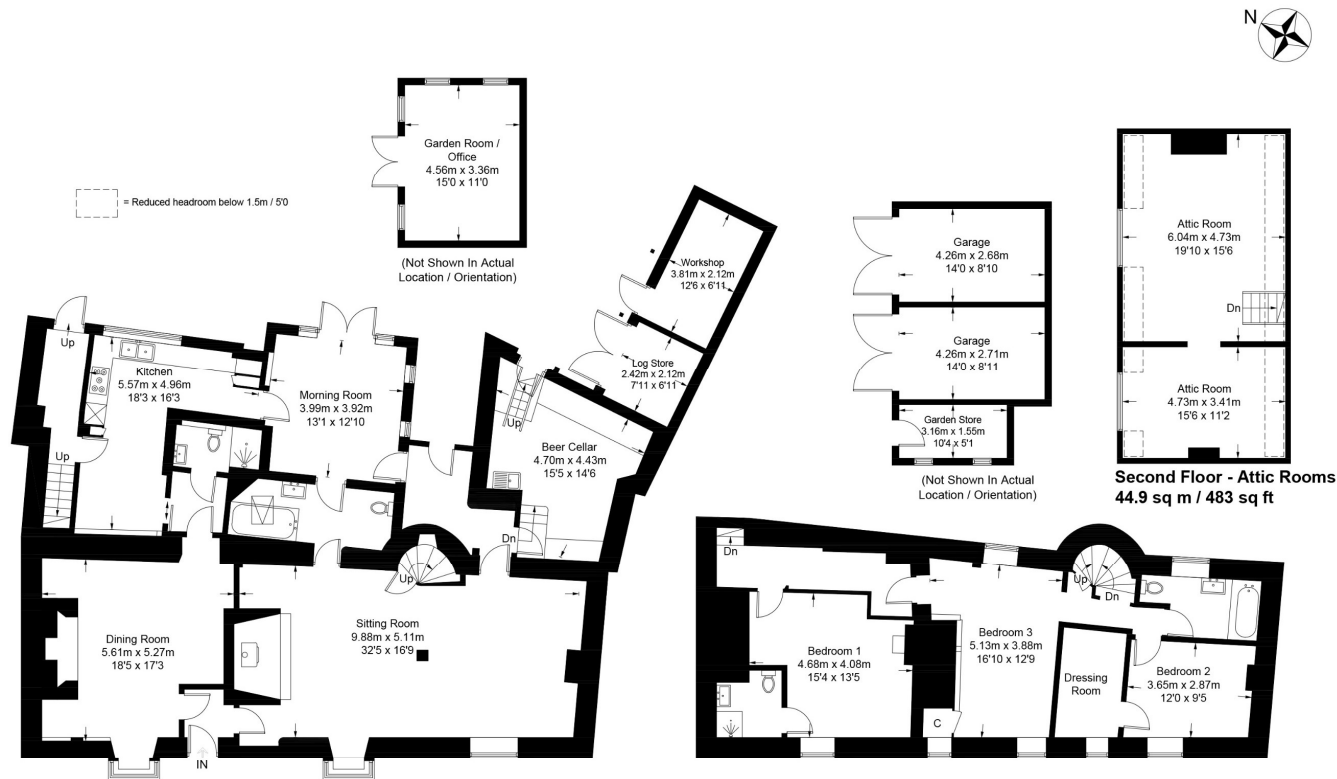 N
Garden Room /
Office
4.56m x 3.36m
15'0 x 11'0
= Reduced headroom below 1.5m / 5'0
(Not Shown In Actual
Location / Orientation)
Workshop
3.81m x 2.12m
12'6 x 6'11
Log Store
2.42m x 2.12m
7'11 x 6'11
Up
Kitchen
5.57m x 4.96m
18'3 x 16'3
Up
Morning Room
3.99m x 3.92m
13'1 x 12'10
Up
Beer Cellar
4.70m x 4.43m
15'5 x 14'6
Dn
Up
Dining Room
5.61m x 5.27m
18'5 x 17'3
Sitting Room
9.88m x 5.11m
32'5 x 16'9
IN
Garage
4.26m x 2.68m
14'0 x 8'10
Garage
4.26m x 2.71m
14'0 x 8'11
Garden Store
3.16m x 1.55m
10'4 x 5'1
(Not Shown In Actual
Location / Orientation)
Attic Room
6.04m x 4.73m
19'10 x 15'6
Dn
Attic Room
4.73m x 3.41m
15'6 x 11'2
Second Floor - Attic Rooms
44.9 sq m / 483 sq ft
Dn
Up
Dn
Bedroom 1
4.68m x 4.08m
15'4 x 13'5
Bedroom 3
5.13m x 3.88m
16'10 x 12'9
C
Dressing
Room
Bedroom 2
3.65m x 2.87m
12'0 x 9'5